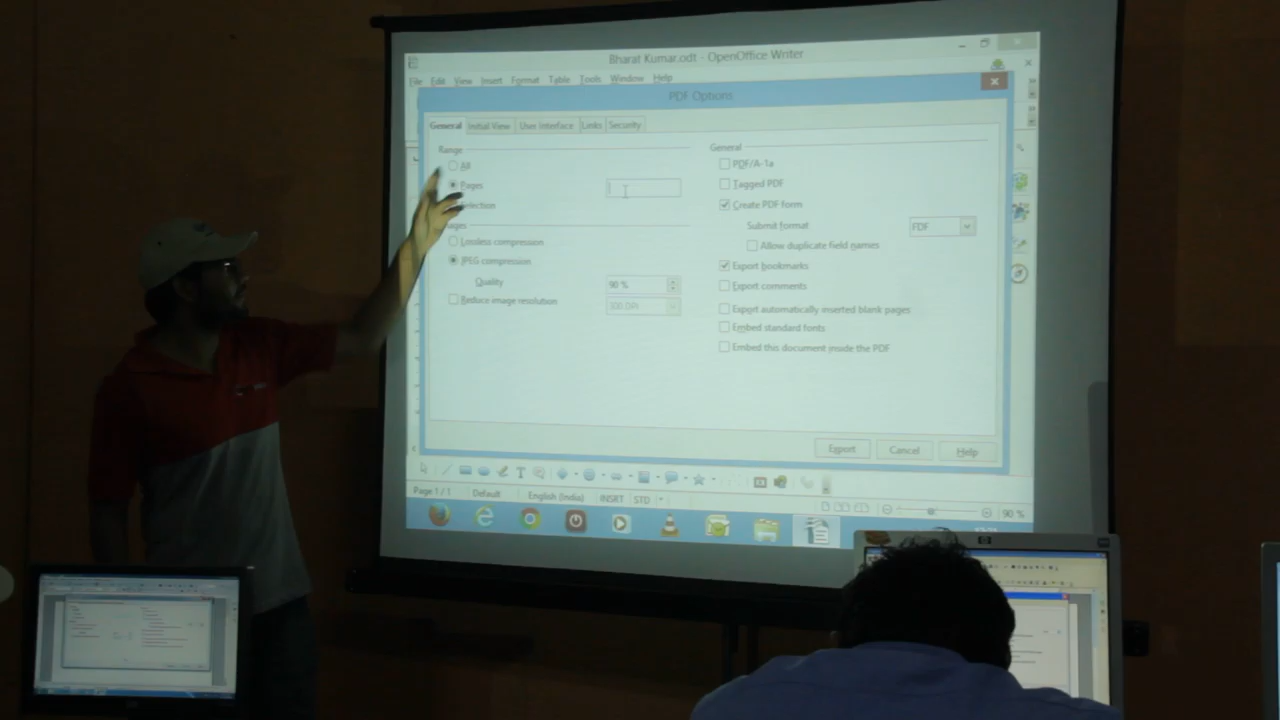 Bharat Kumar.odt - OpenOffice Writer
File Edit View Insert Format Table Tools Window Help
PDF Options
General Initial View User Interface Links Security
Range
All
Pages
Selection
Lossless compression
JPEG compression
Quality 90 %
Reduce image resolution 300 DPI
General
PDF/A-1a
Tagged PDF
Create PDF form
Submit format FDF
Allow duplicate field names
Export bookmarks
Export comments
Export automatically inserted blank pages
Embed standard fonts
Embed this document inside the PDF
Export Cancel Help
Page 1 / 1 Default English (India) INSRT STD * 90 %